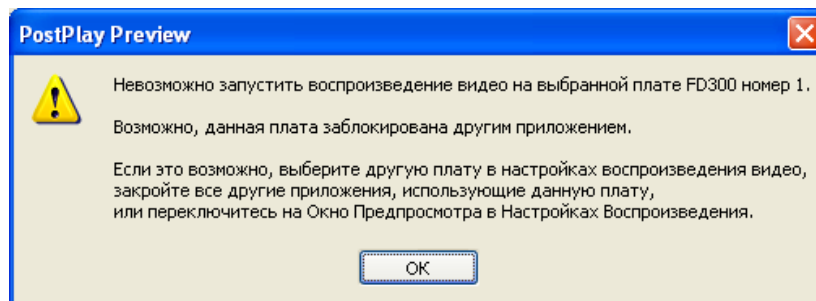 PostPlay Preview
Невозможно запустить воспроизведение видео на выбранной плате FD300 номер 1.
Возможно, данная плата заблокирована другим приложением.
Если это возможно, выберите другую плату в настройках воспроизведения видео,
закройте все другие приложения, использующие данную плату,
или переключитесь на Окно Предпросмотра в Настройках Воспроизведения.
ОК